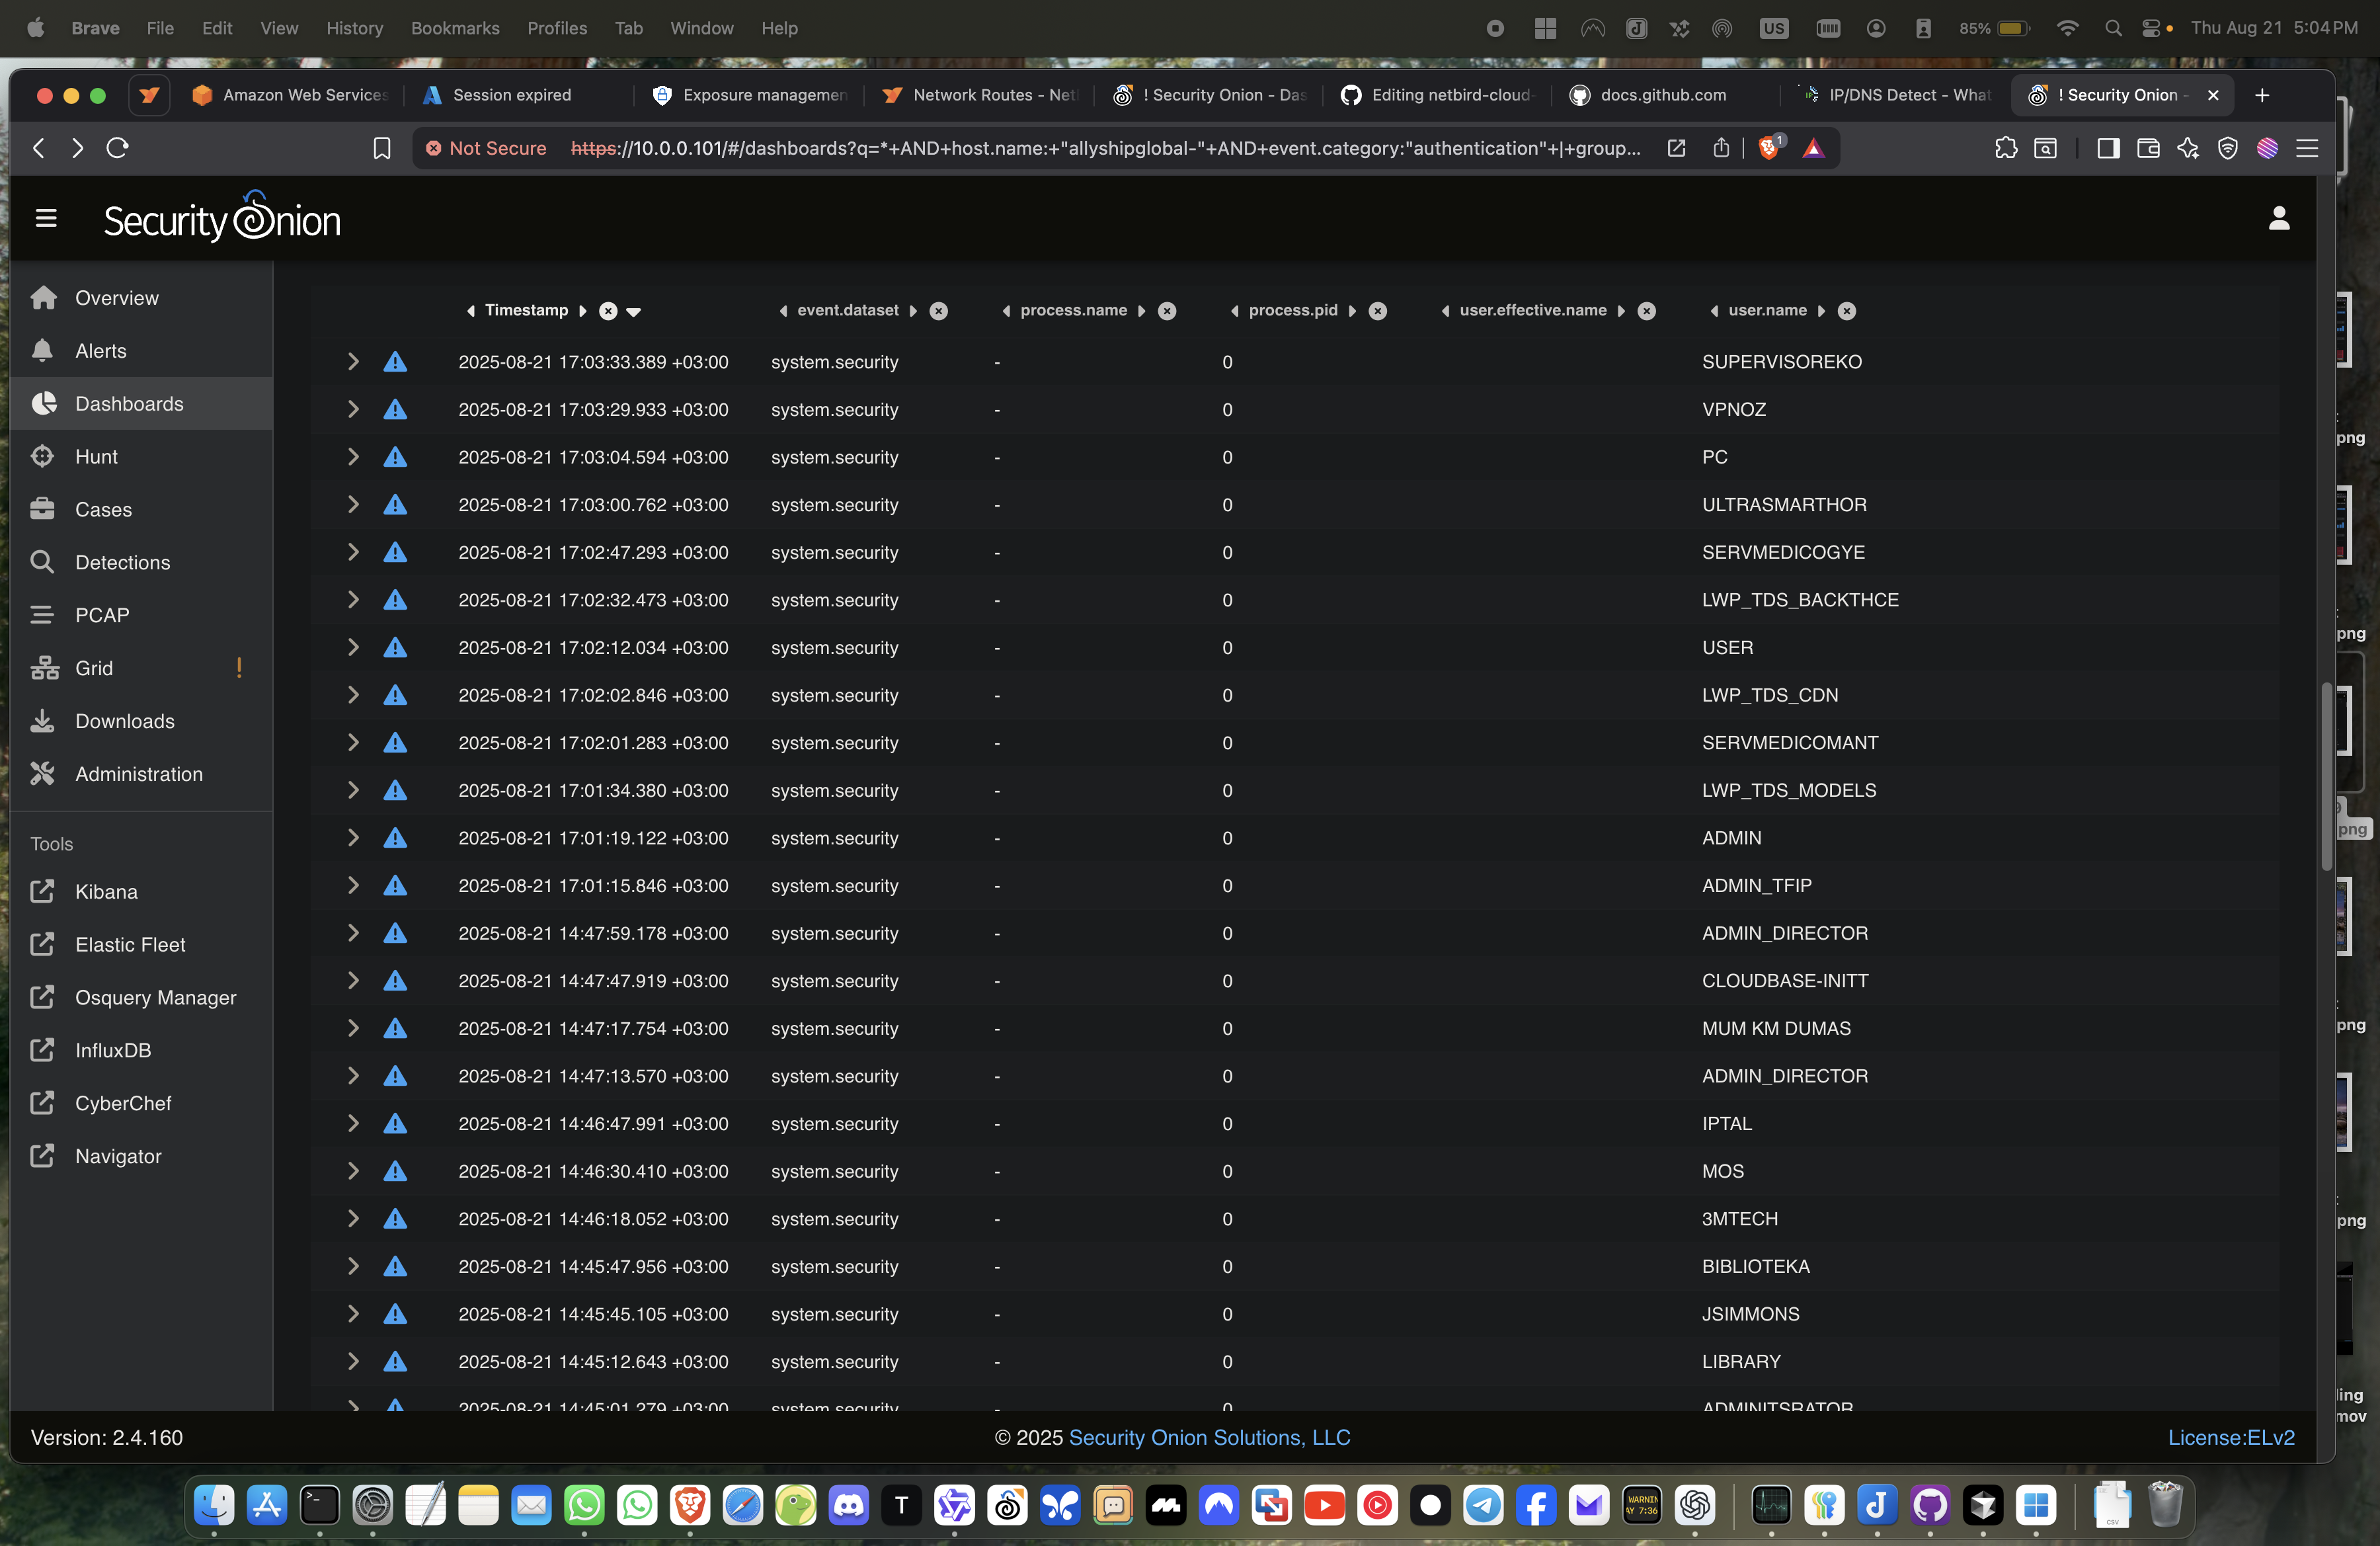 Brave File Edit View History Bookmarks Profiles Tab Window Help US 85% Thu Aug 21 5:04 PM
Amazon Web Services Session expired Exposure managemen Network Routes - Net ! Security Onion - Das Editing netbird-cloud- docs.github.com IP/DNS Detect - What ! Security Onion -
Not Secure https://10.0.0.101/#/dashboards?q=*+AND+host.name:+"allyshipglobal-"+AND+event.category:"authentication"+|+group... 1
Security Onion
Overview
Alerts
Dashboards
Hunt
Cases
Detections
PCAP
Grid !
Downloads
Administration
Tools
Kibana
Elastic Fleet
Osquery Manager
InfluxDB
CyberChef
Navigator
Timestamp event.dataset process.name process.pid user.effective.name user.name
2025-08-21 17:03:33.389 +03:00 system.security - 0 SUPERVISOREKO
2025-08-21 17:03:29.933 +03:00 system.security - 0 VPNOZ
2025-08-21 17:03:04.594 +03:00 system.security - 0 PC
2025-08-21 17:03:00.762 +03:00 system.security - 0 ULTRASMARTHOR
2025-08-21 17:02:47.293 +03:00 system.security - 0 SERVMEDICOGYE
2025-08-21 17:02:32.473 +03:00 system.security - 0 LWP_TDS_BACKTHCE
2025-08-21 17:02:12.034 +03:00 system.security - 0 USER
2025-08-21 17:02:02.846 +03:00 system.security - 0 LWP_TDS_CDN
2025-08-21 17:02:01.283 +03:00 system.security - 0 SERVMEDICOMANT
2025-08-21 17:01:34.380 +03:00 system.security - 0 LWP_TDS_MODELS
2025-08-21 17:01:19.122 +03:00 system.security - 0 ADMIN
2025-08-21 17:01:15.846 +03:00 system.security - 0 ADMIN_TFIP
2025-08-21 14:47:59.178 +03:00 system.security - 0 ADMIN_DIRECTOR
2025-08-21 14:47:47.919 +03:00 system.security - 0 CLOUDBASE-INITT
2025-08-21 14:47:17.754 +03:00 system.security - 0 MUM KM DUMAS
2025-08-21 14:47:13.570 +03:00 system.security - 0 ADMIN_DIRECTOR
2025-08-21 14:46:47.991 +03:00 system.security - 0 IPTAL
2025-08-21 14:46:30.410 +03:00 system.security - 0 MOS
2025-08-21 14:46:18.052 +03:00 system.security - 0 3MTECH
2025-08-21 14:45:47.956 +03:00 system.security - 0 BIBLIOTEKA
2025-08-21 14:45:45.105 +03:00 system.security - 0 JSIMMONS
2025-08-21 14:45:12.643 +03:00 system.security - 0 LIBRARY
2025-08-21 14:45:01.279 +03:00 system.security - 0 ADMINITSRATOR
Version: 2.4.160 © 2025 Security Onion Solutions, LLC License:ELv2
png
png
png
png
png
ling
mov